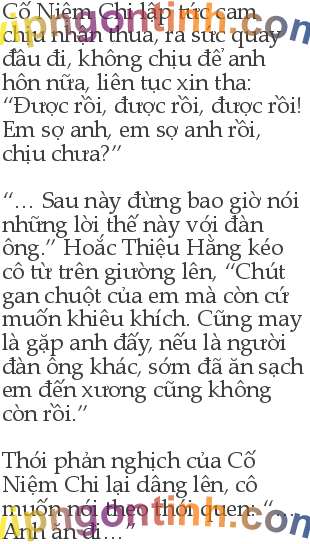 Cố Niệm Chi lập tức cam
chịu nhận thua, ra sức quay
đầu đi, không chịu để anh
hôn nữa, liên tục xin tha:
“Được rồi, được rồi, được rồi!
Em sợ anh, em sợ anh rồi,
chịu chưa?”

“… Sau này đừng bao giờ nói
những lời thế này với đàn
ông.” Hoắc Thiệu Hằng kéo
cô từ trên giường lên, “Chút
gan chuột của em mà còn cứ
muốn khiêu khích. Cũng may
là gặp anh đấy, nếu là người
đàn ông khác, sớm đã ăn sạch
em đến xương cũng không
còn rồi.”

Thói phản nghịch của Cố
Niệm Chi lại dâng lên, cô
muốn nói theo thói quen: “…
Anh ăn đi…”
vipngontinh.com
vipngontinh.com